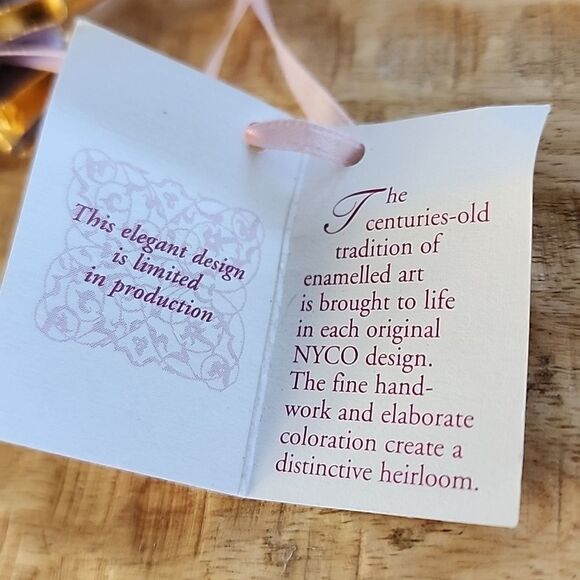 This elegant design
is limited
in production
The
centuries-old
tradition of
enamelled art
is brought to life
in each original
NYCO design.
The fine hand-
work and elaborate
coloration create a
distinctive heirloom.